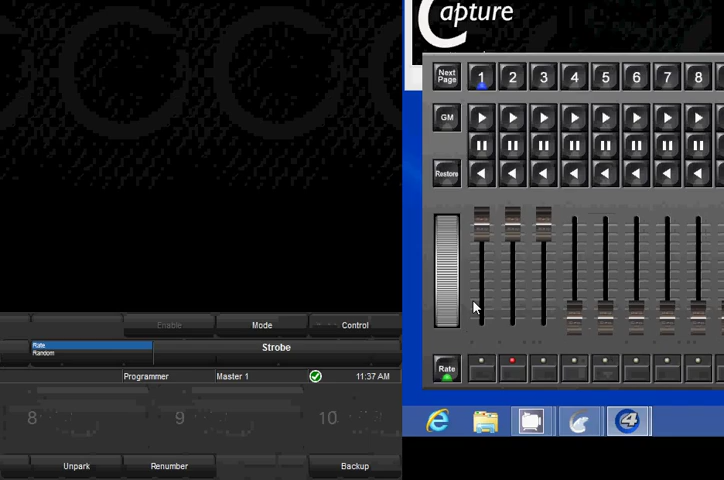 Capture
Next Page 1 2 3 4 5 6 7 8
GM
Restore
Enable Mode Control
Rate
Random
Strobe
Rate
Programmer Master 1 11:37 AM
8 9 10
4
Unpark Renumber Backup